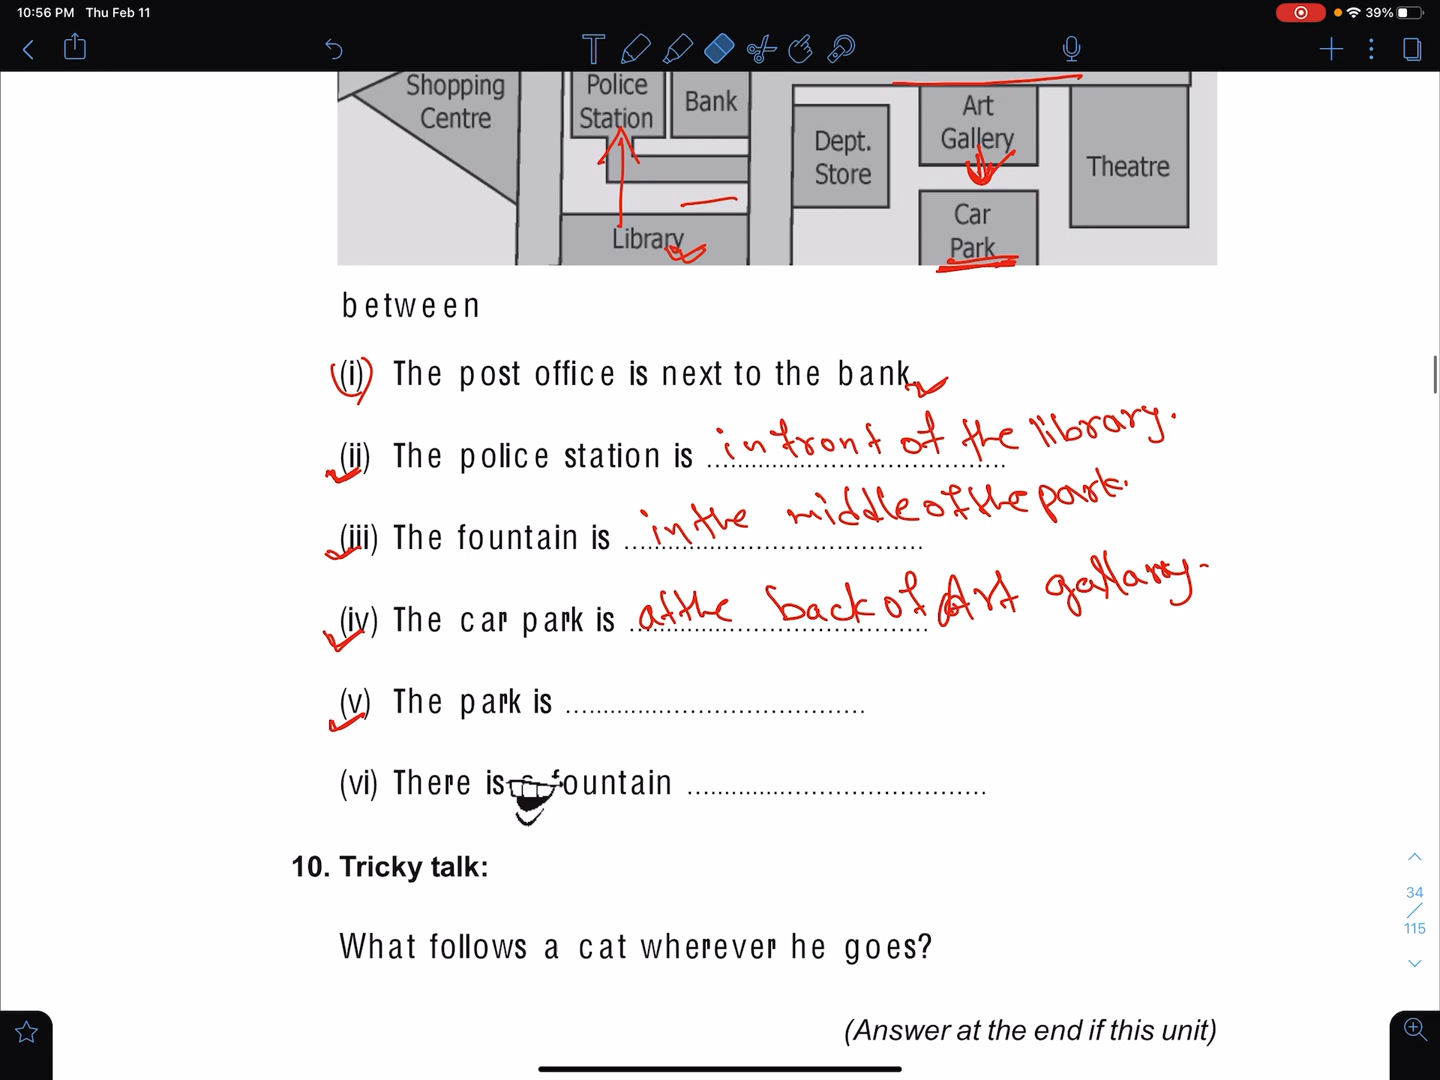 10:56 PM Thu Feb 11
39%
T
Shopping
Centre
Police
Station
Bank
Dept.
Store
Art
Gallery
Theatre
Car
Park
Library
between
(i) The post office is next to the bank.
(ii) The police station is in front of the library.
(iii) The fountain is in the middle of the park.
(iv) The car park is at the back of Art gallary.
(v) The park is ........................................
(vi) There is fountain ........................................
10. Tricky talk:
What follows a cat wherever he goes?
(Answer at the end if this unit)
34
/
115